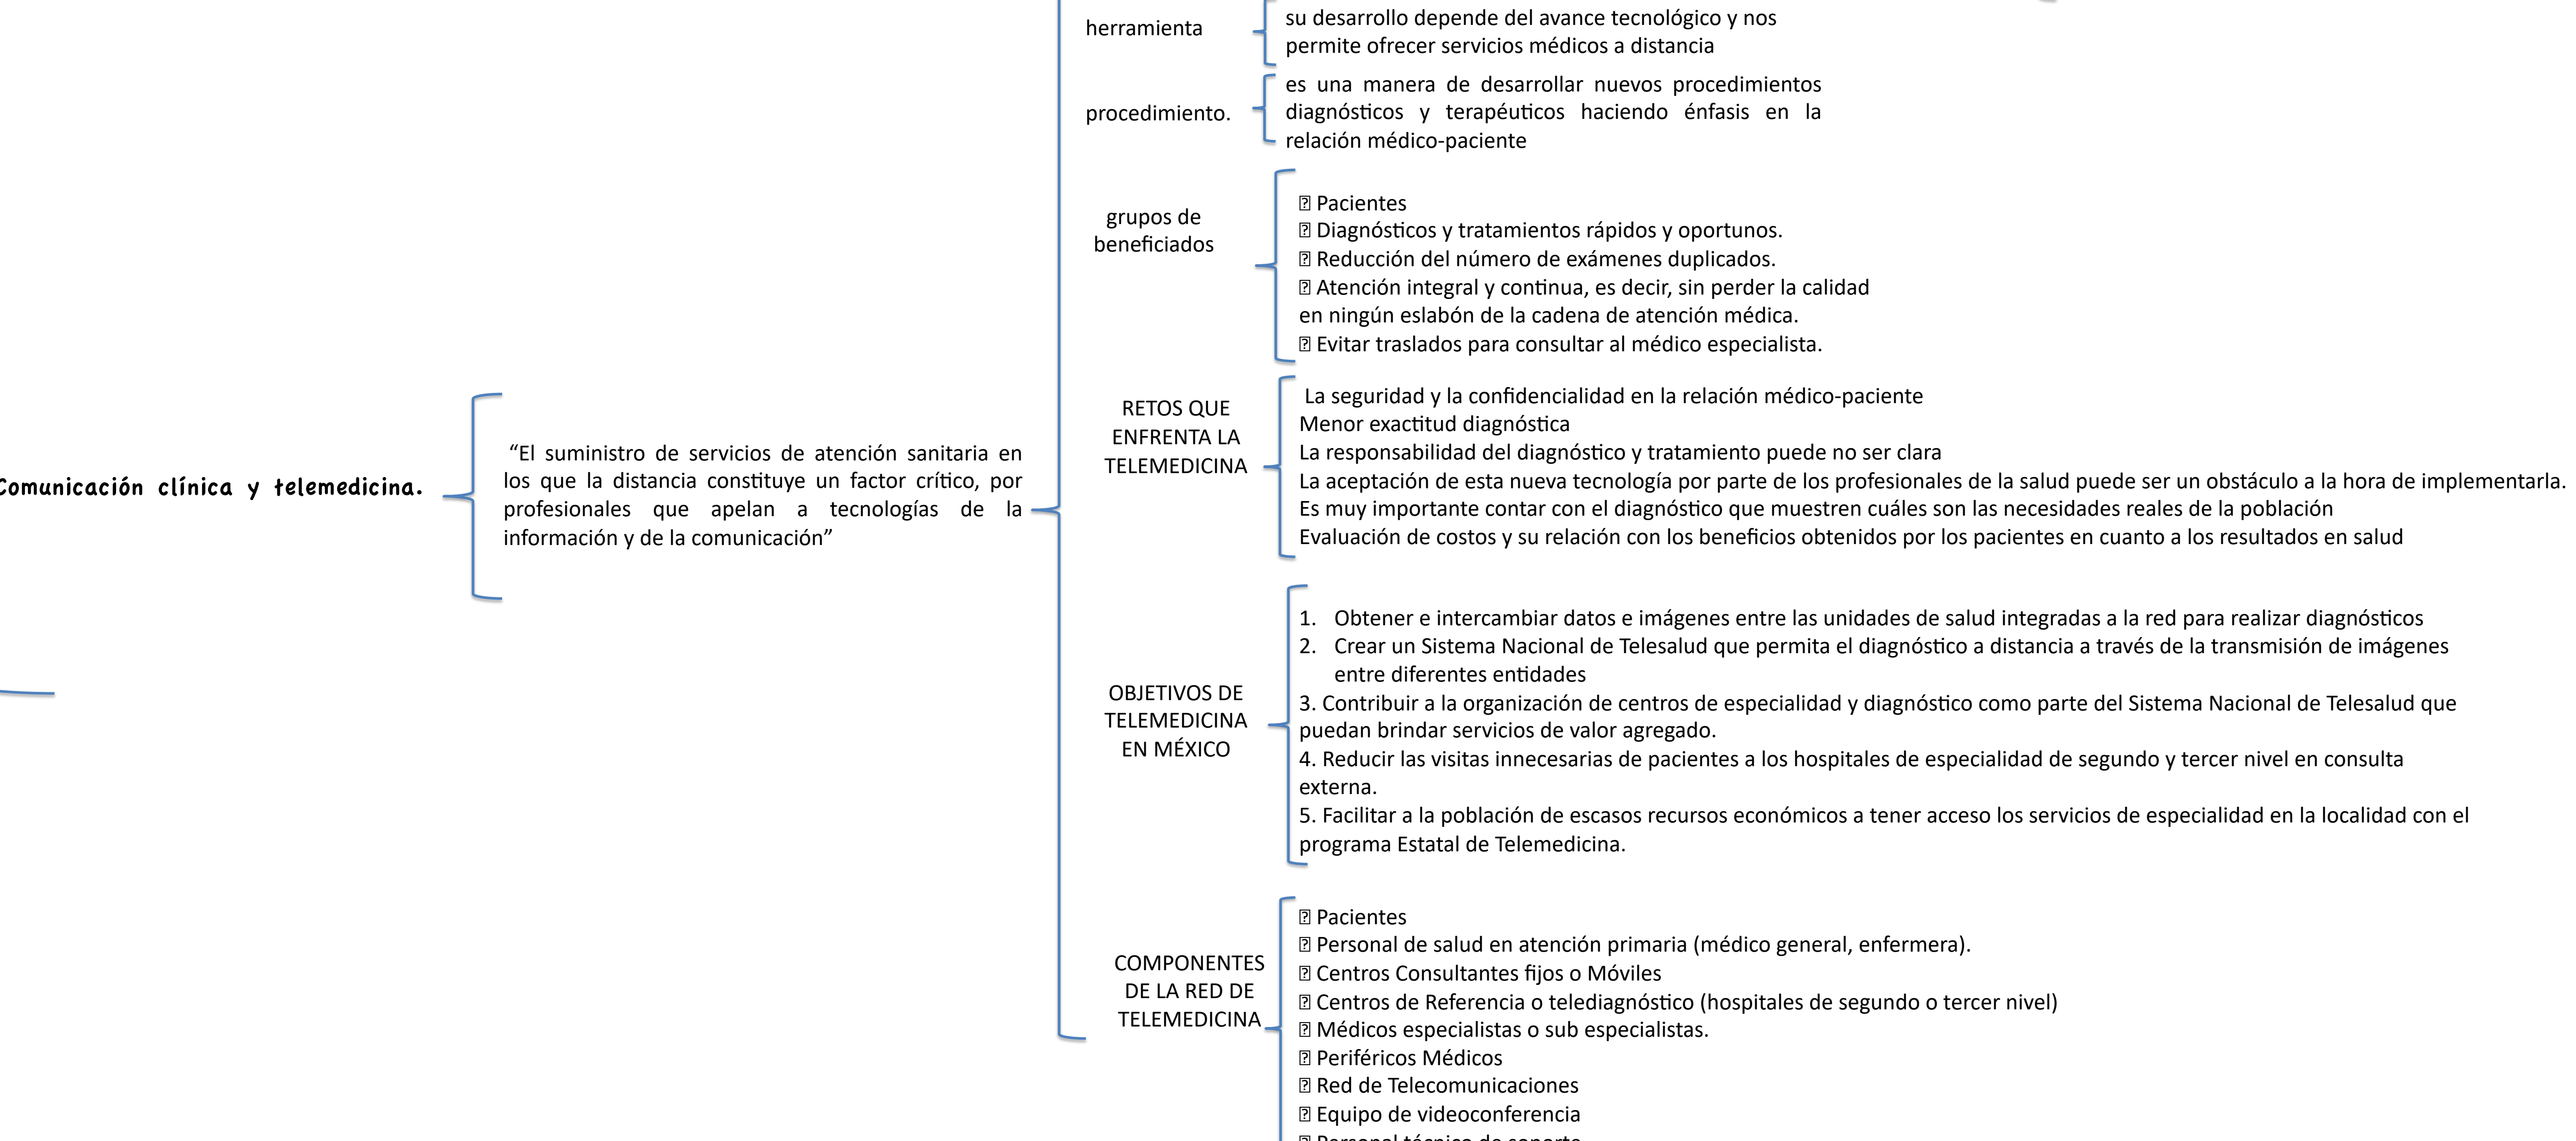 herramienta
su desarrollo depende del avance tecnológico y nos
permite ofrecer servicios médicos a distancia
procedimiento.
es una manera de desarrollar nuevos procedimientos
diagnósticos y terapéuticos haciendo énfasis en la
relación médico-paciente
grupos de
beneficiados
Pacientes
Diagnósticos y tratamientos rápidos y oportunos.
Reducción del número de exámenes duplicados.
Atención integral y continua, es decir, sin perder la calidad
en ningún eslabón de la cadena de atención médica.
Evitar traslados para consultar al médico especialista.
Comunicación clínica y telemedicina.
“El suministro de servicios de atención sanitaria en
los que la distancia constituye un factor crítico, por
profesionales que apelan a tecnologías de la
información y de la comunicación”
RETOS QUE
ENFRENTA LA
TELEMEDICINA
La seguridad y la confidencialidad en la relación médico-paciente
Menor exactitud diagnóstica
La responsabilidad del diagnóstico y tratamiento puede no ser clara
La aceptación de esta nueva tecnología por parte de los profesionales de la salud puede ser un obstáculo a la hora de implementarla.
Es muy importante contar con el diagnóstico que muestren cuáles son las necesidades reales de la población
Evaluación de costos y su relación con los beneficios obtenidos por los pacientes en cuanto a los resultados en salud
OBJETIVOS DE
TELEMEDICINA
EN MÉXICO
1. Obtener e intercambiar datos e imágenes entre las unidades de salud integradas a la red para realizar diagnósticos
2. Crear un Sistema Nacional de Telesalud que permita el diagnóstico a distancia a través de la transmisión de imágenes
entre diferentes entidades
3. Contribuir a la organización de centros de especialidad y diagnóstico como parte del Sistema Nacional de Telesalud que
puedan brindar servicios de valor agregado.
4. Reducir las visitas innecesarias de pacientes a los hospitales de especialidad de segundo y tercer nivel en consulta
externa.
5. Facilitar a la población de escasos recursos económicos a tener acceso los servicios de especialidad en la localidad con el
programa Estatal de Telemedicina.
COMPONENTES
DE LA RED DE
TELEMEDICINA
Pacientes
Personal de salud en atención primaria (médico general, enfermera).
Centros Consultantes fijos o Móviles
Centros de Referencia o telediagnóstico (hospitales de segundo o tercer nivel)
Médicos especialistas o sub especialistas.
Periféricos Médicos
Red de Telecomunicaciones
Equipo de videoconferencia